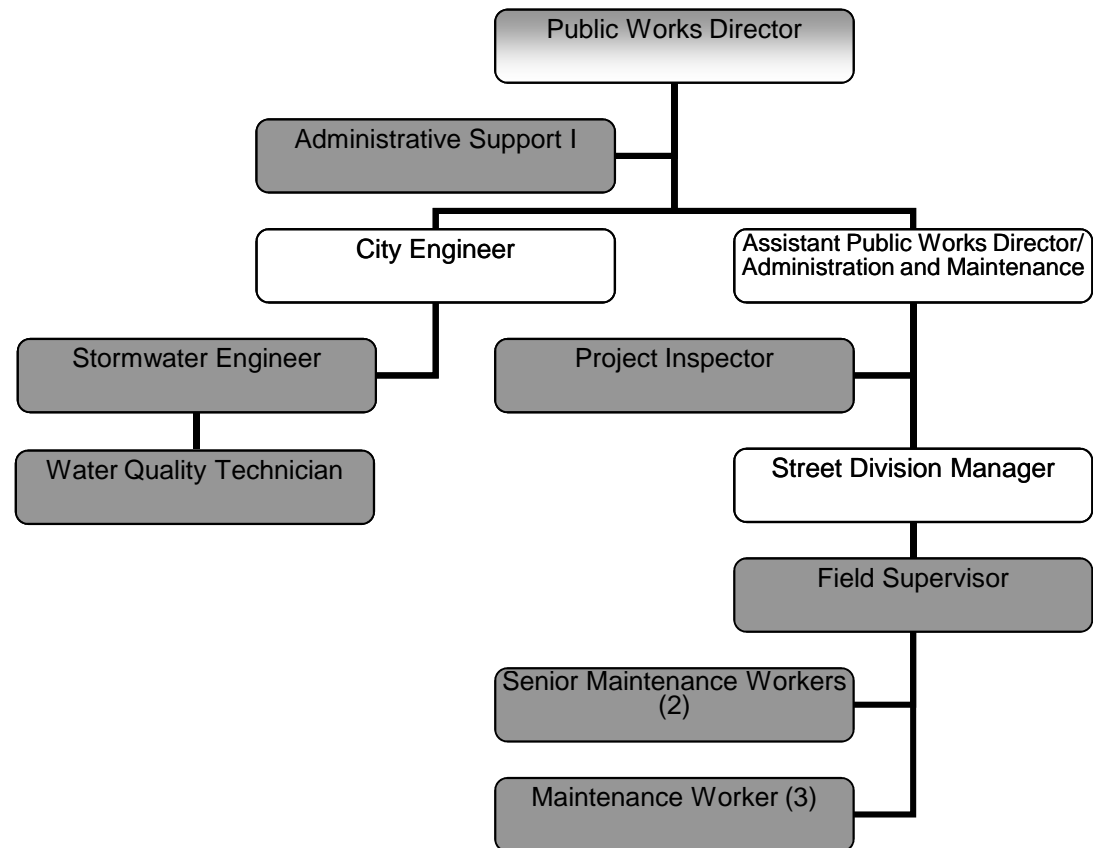 Public Works Director
Administrative Support I
City Engineer
Assistant Public Works Director/
Administration and Maintenance
Stormwater Engineer
Project Inspector
Water Quality Technician
Street Division Manager
Field Supervisor
Senior Maintenance Workers
(2)
Maintenance Worker (3)